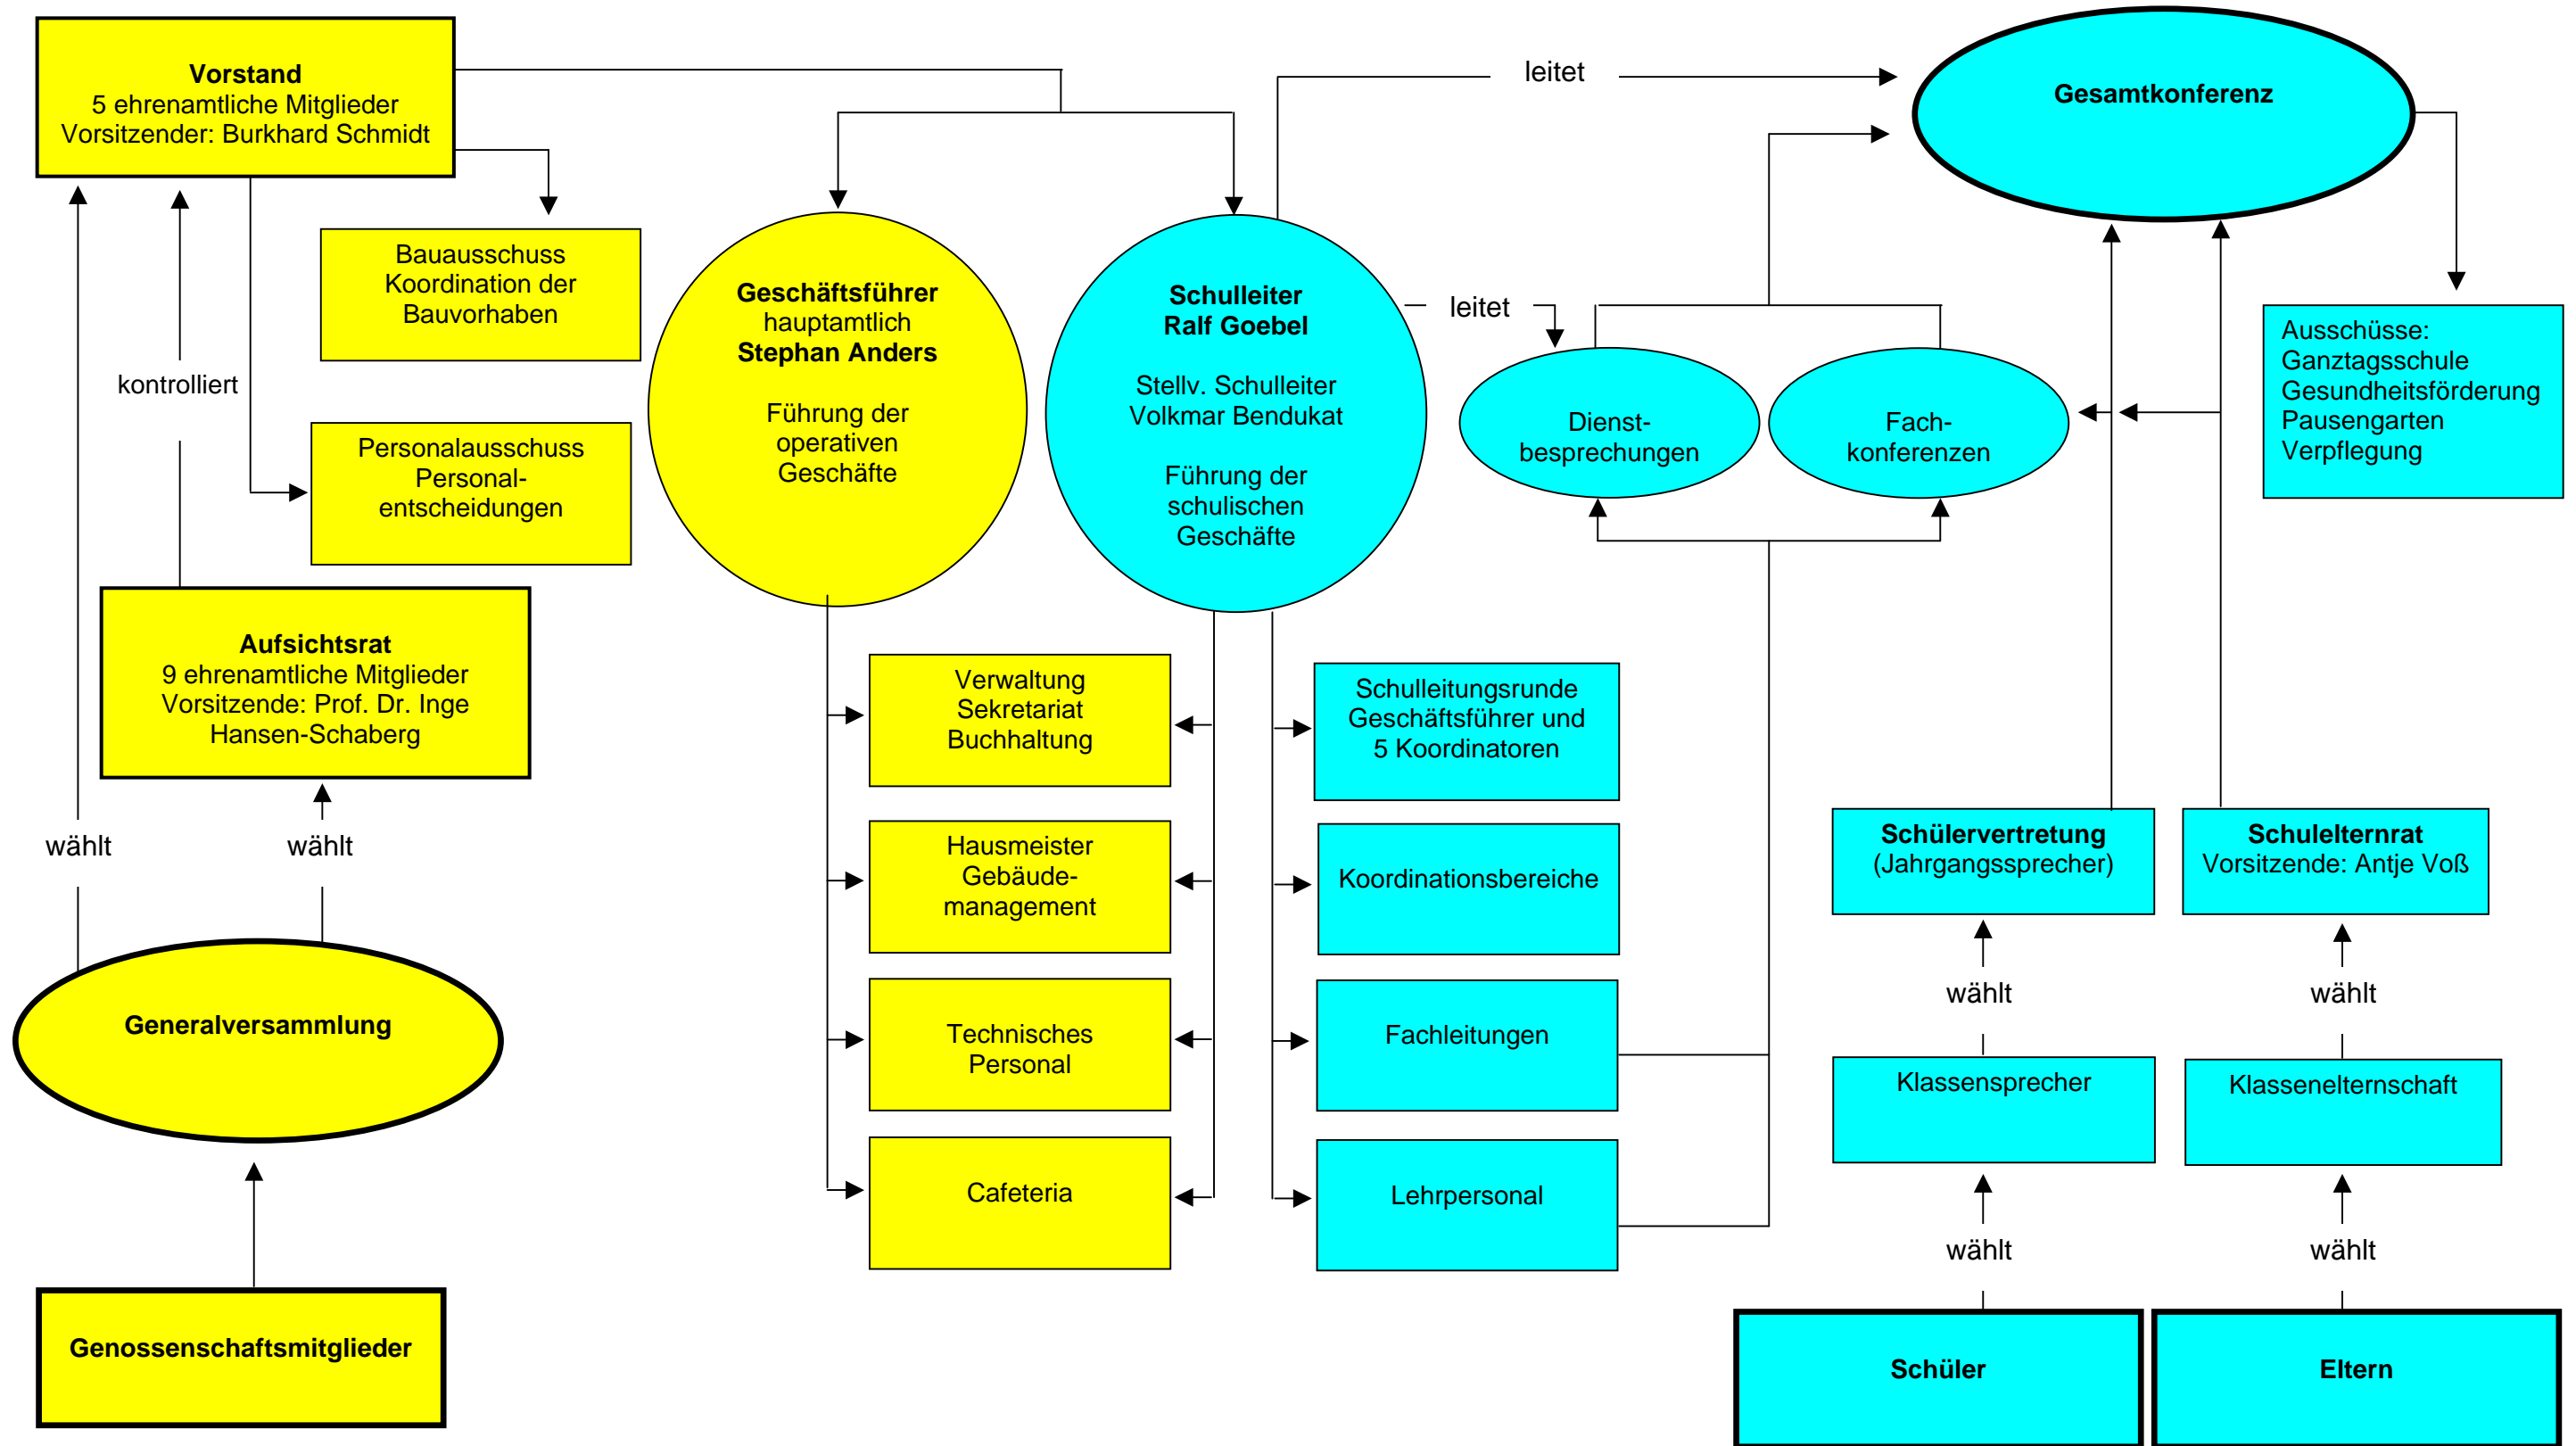 Vorstand
5 ehrenamtliche Mitglieder
Vorsitzender: Burkhard Schmidt
leitet
Gesamtkonferenz
Bauausschuss
Koordination der
Bauvorhaben
kontrolliert
Personalausschuss
Personal-
entscheidungen
Geschäftsführer
hauptamtlich
Stephan Anders
Führung der
operativen
Geschäfte
Schulleiter
Ralf Goebel
Stellv. Schulleiter
Volkmar Bendukat
Führung der
schulischen
Geschäfte
leitet
Dienst-
besprechungen
Fach-
konferenzen
Ausschüsse:
Ganztagsschule
Gesundheitsförderung
Pausengarten
Verpflegung
Aufsichtsrat
9 ehrenamtliche Mitglieder
Vorsitzende: Prof. Dr. Inge
Hansen-Schaberg
wählt
wählt
Generalversammlung
Genossenschaftsmitglieder
Verwaltung
Sekretariat
Buchhaltung
Hausmeister
Gebäude-
management
Technisches
Personal
Cafeteria
Schulleitungsrunde
Geschäftsführer und
5 Koordinatoren
Koordinationsbereiche
Fachleitungen
Lehrpersonal
Schülervertretung
(Jahrgangssprecher)
wählt
Klassensprecher
wählt
Schüler
Schulelternrat
Vorsitzende: Antje Voß
wählt
Klassenelternschaft
wählt
Eltern